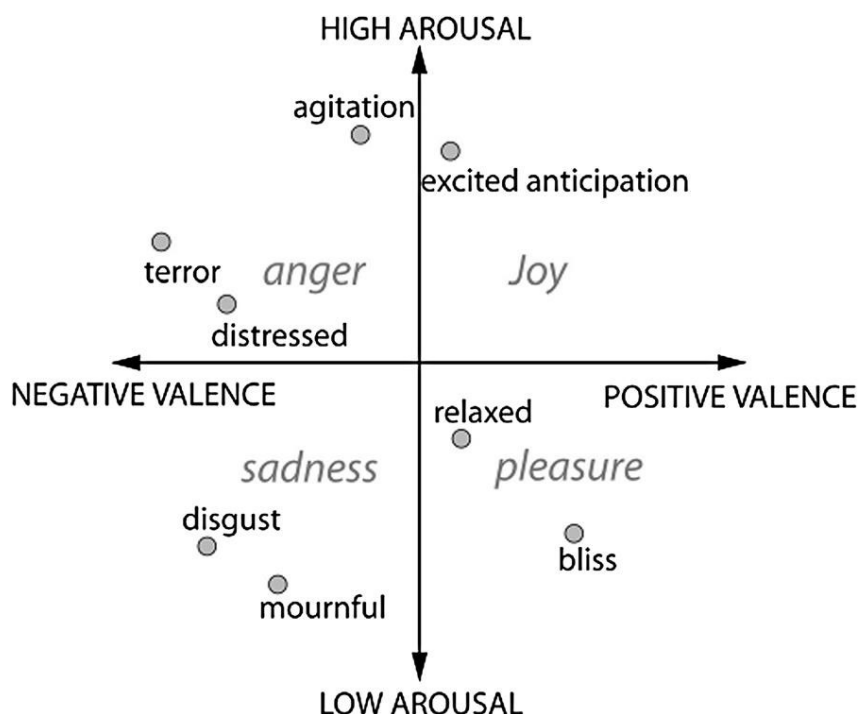 HIGH AROUSAL
agitation
excited anticipation
terror
anger
Joy
distressed
NEGATIVE VALENCE
POSITIVE VALENCE
relaxed
sadness
pleasure
disgust
bliss
mournful
LOW AROUSAL